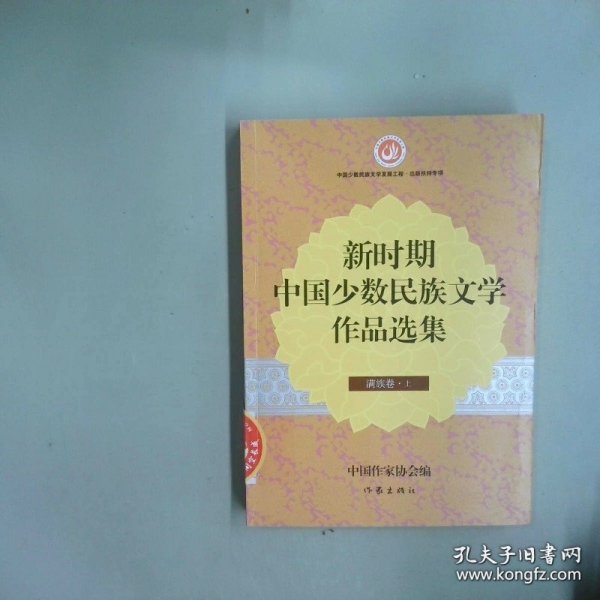 中国少数民族文学发展工程·出版扶持专项
新时期
中国少数民族文学
作品选集
满族卷·上
中国作家协会编
作家出版社
孔夫子旧书网
www.kongfz.com